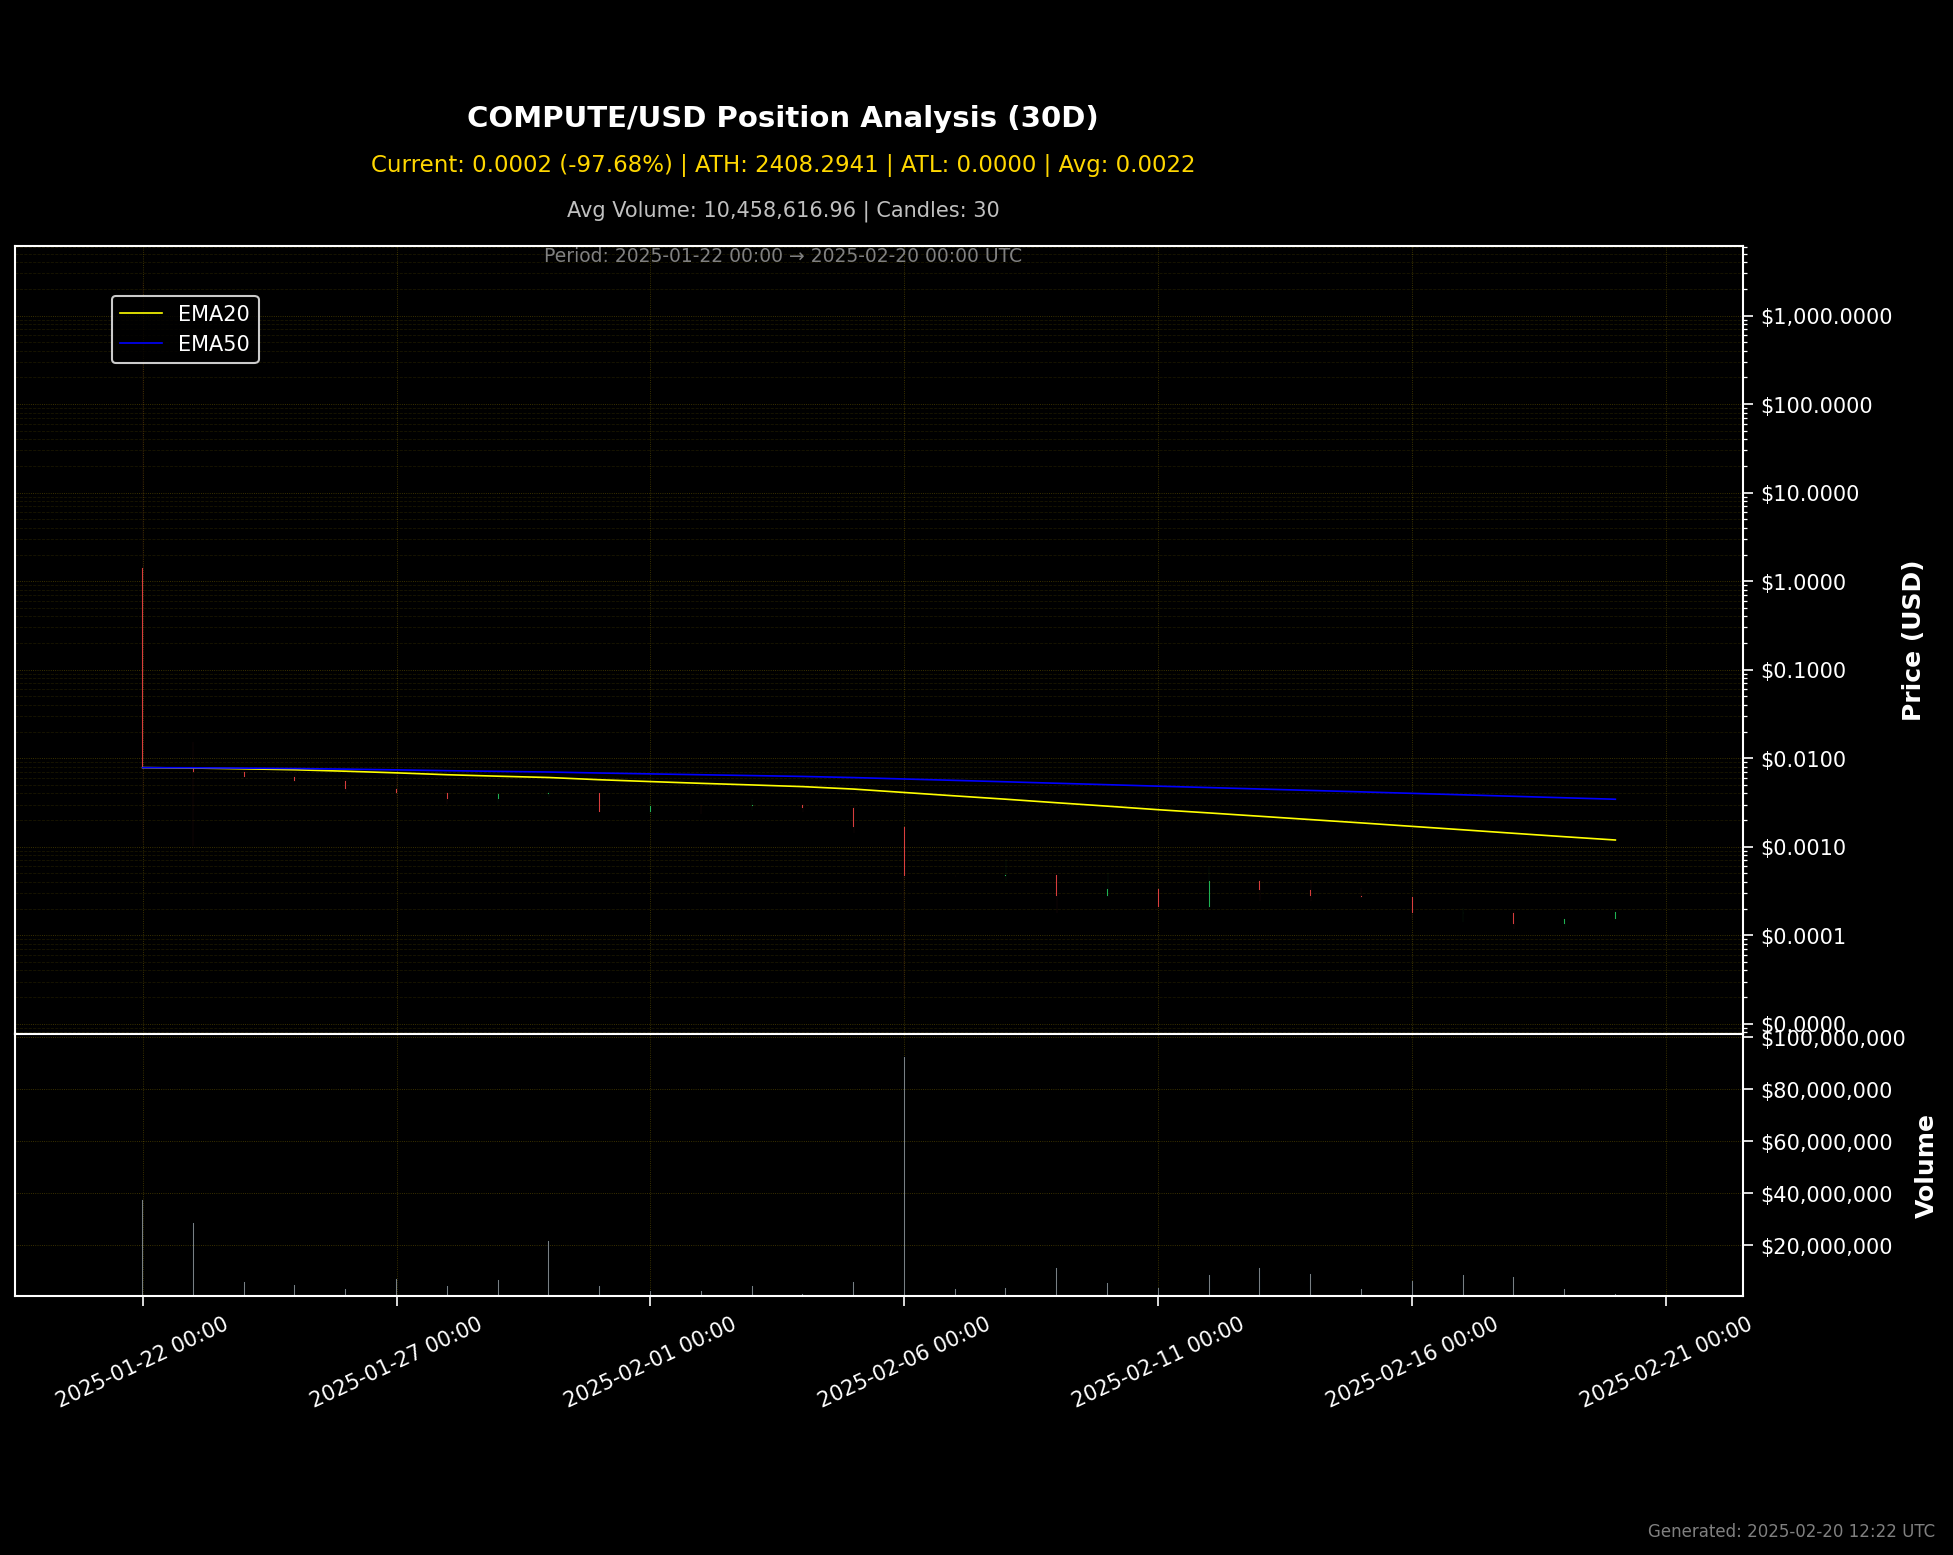 COMPUTE/USD Position Analysis (30D)
Current: 0.0002 (-97.68%) | ATH: 2408.2941 | ATL: 0.0000 | Avg: 0.0022
Avg Volume: 10,458,616.96 | Candles: 30
Period: 2025-01-22 00:00 → 2025-02-20 00:00 UTC
EMA20
EMA50
$1,000.0000
$100.0000
$10.0000
$1.0000
$0.1000
$0.0100
$0.0010
$0.0001
$0.0000
Price (USD)
$100,000,000
$80,000,000
$60,000,000
$40,000,000
$20,000,000
Volume
2025-01-22 00:00
2025-01-27 00:00
2025-02-01 00:00
2025-02-06 00:00
2025-02-11 00:00
2025-02-16 00:00
2025-02-21 00:00
Generated: 2025-02-20 12:22 UTC